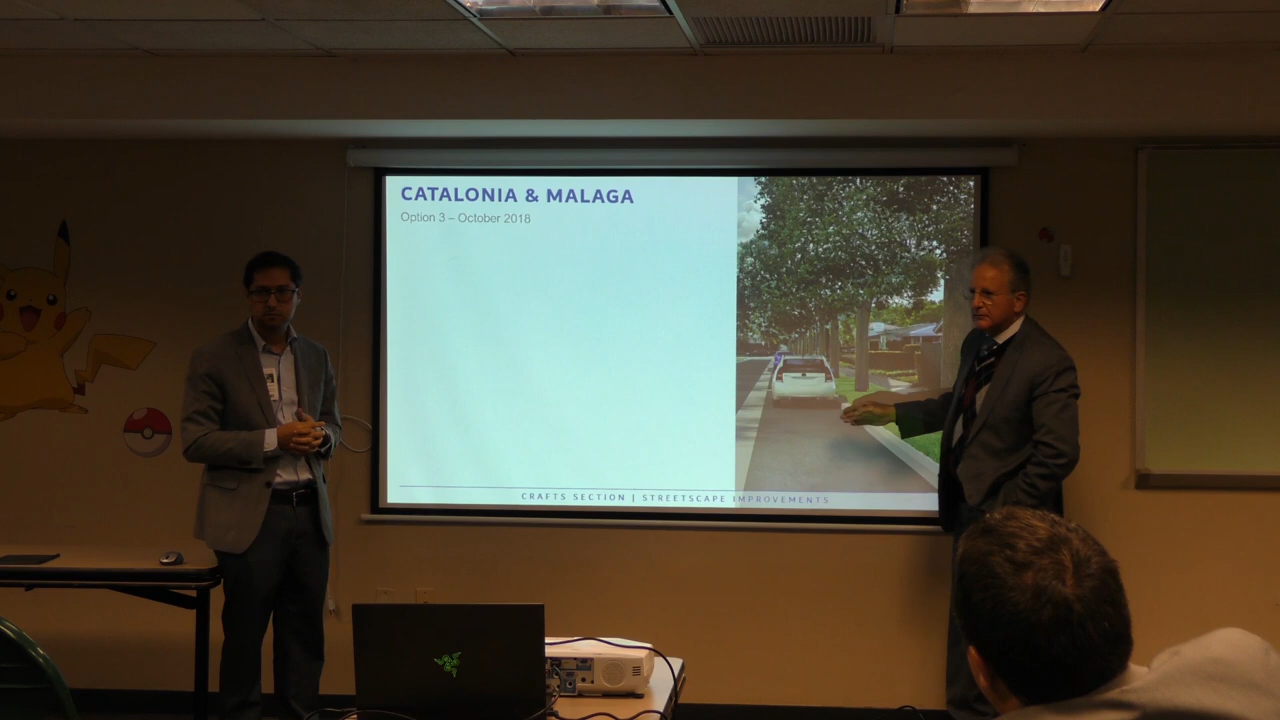 CATALONIA & MALAGA
Option 3 – October 2018
CRAFTS SECTION | STREETSCAPE IMPROVEMENTS